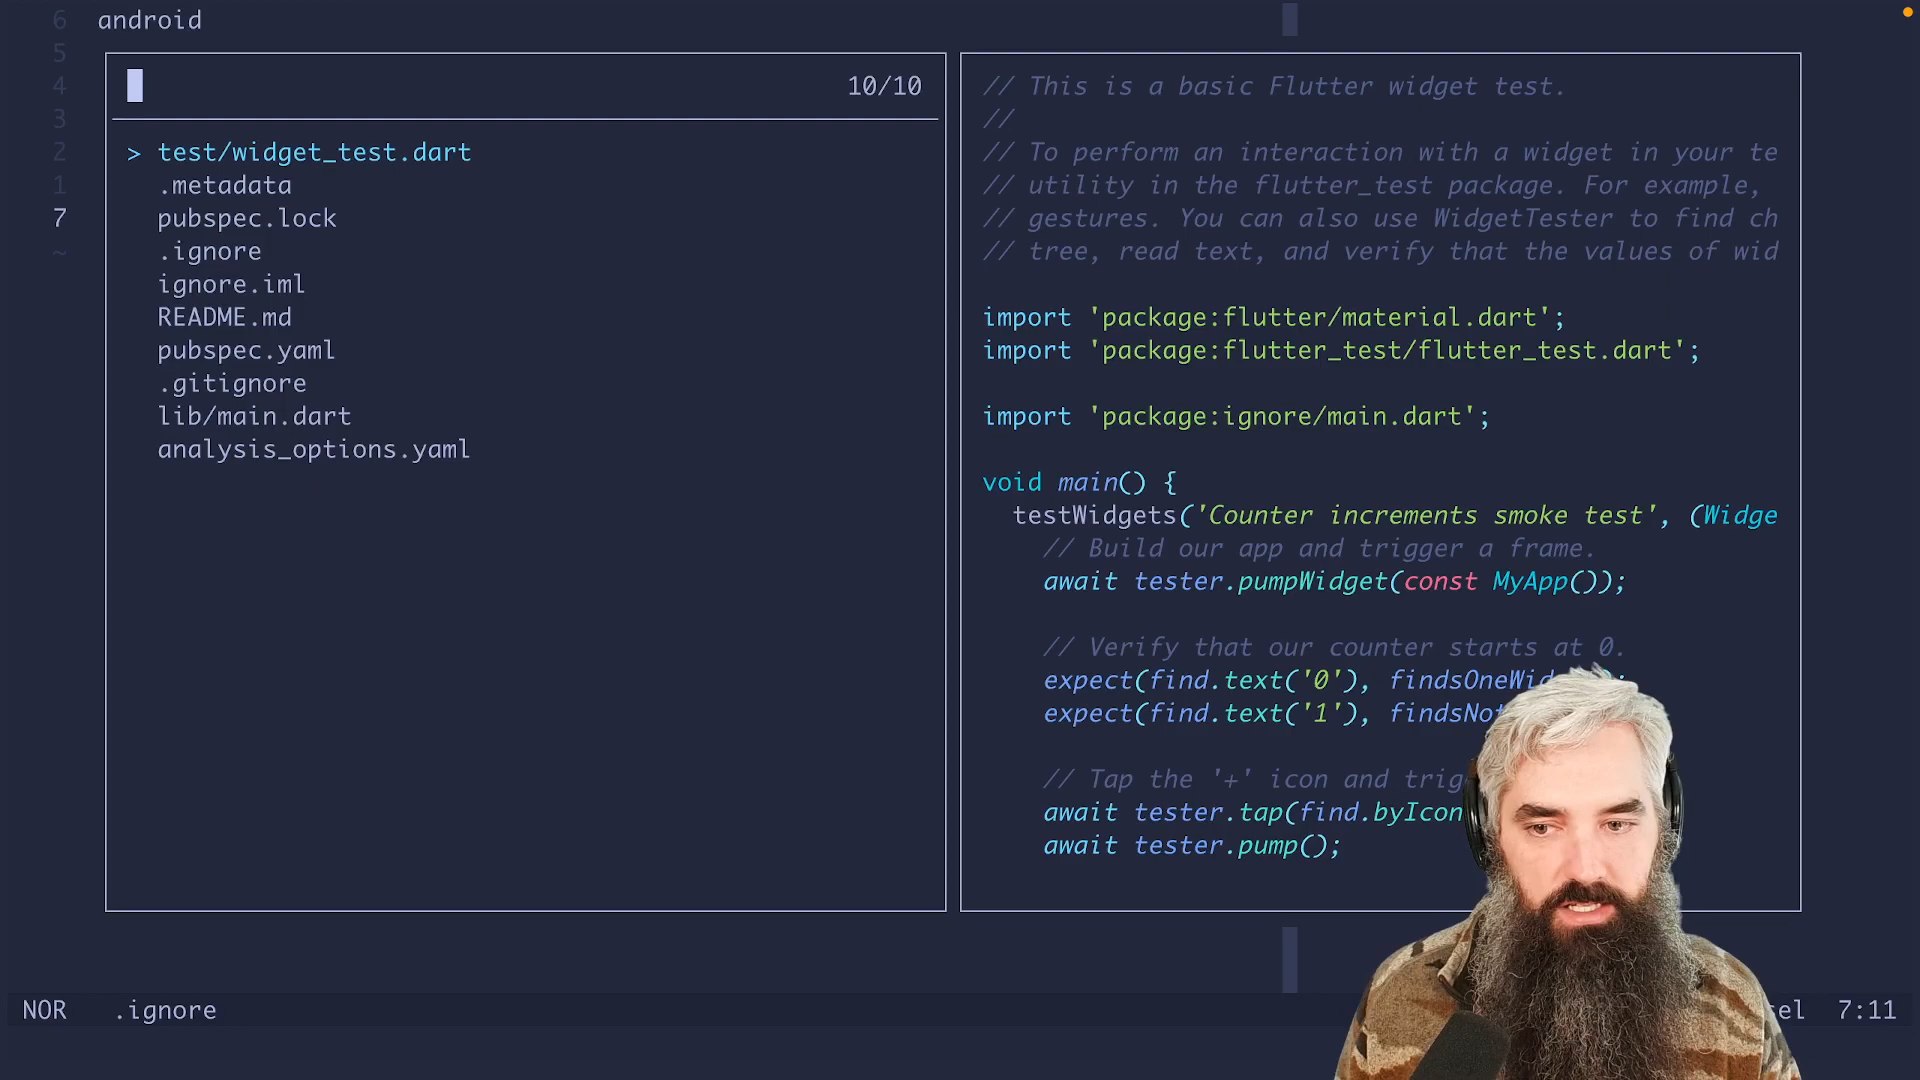 6 android
5
4
3
2
1
7
~
10/10
> test/widget_test.dart
.metadata
pubspec.lock
.ignore
ignore.iml
README.md
pubspec.yaml
.gitignore
lib/main.dart
analysis_options.yaml
// This is a basic Flutter widget test.
//
// To perform an interaction with a widget in your te
// utility in the flutter_test package. For example,
// gestures. You can also use WidgetTester to find ch
// tree, read text, and verify that the values of wid
import 'package:flutter/material.dart';
import 'package:flutter_test/flutter_test.dart';
import 'package:ignore/main.dart';
void main() {
testWidgets('Counter increments smoke test', (Widge
// Build our app and trigger a frame.
await tester.pumpWidget(const MyApp());
// Verify that our counter starts at 0.
expect(find.text('0'), findsOneWid
expect(find.text('1'), findsNot
// Tap the '+' icon and trig
await tester.tap(find.byIcon
await tester.pump();
NOR .ignore sel 7:11